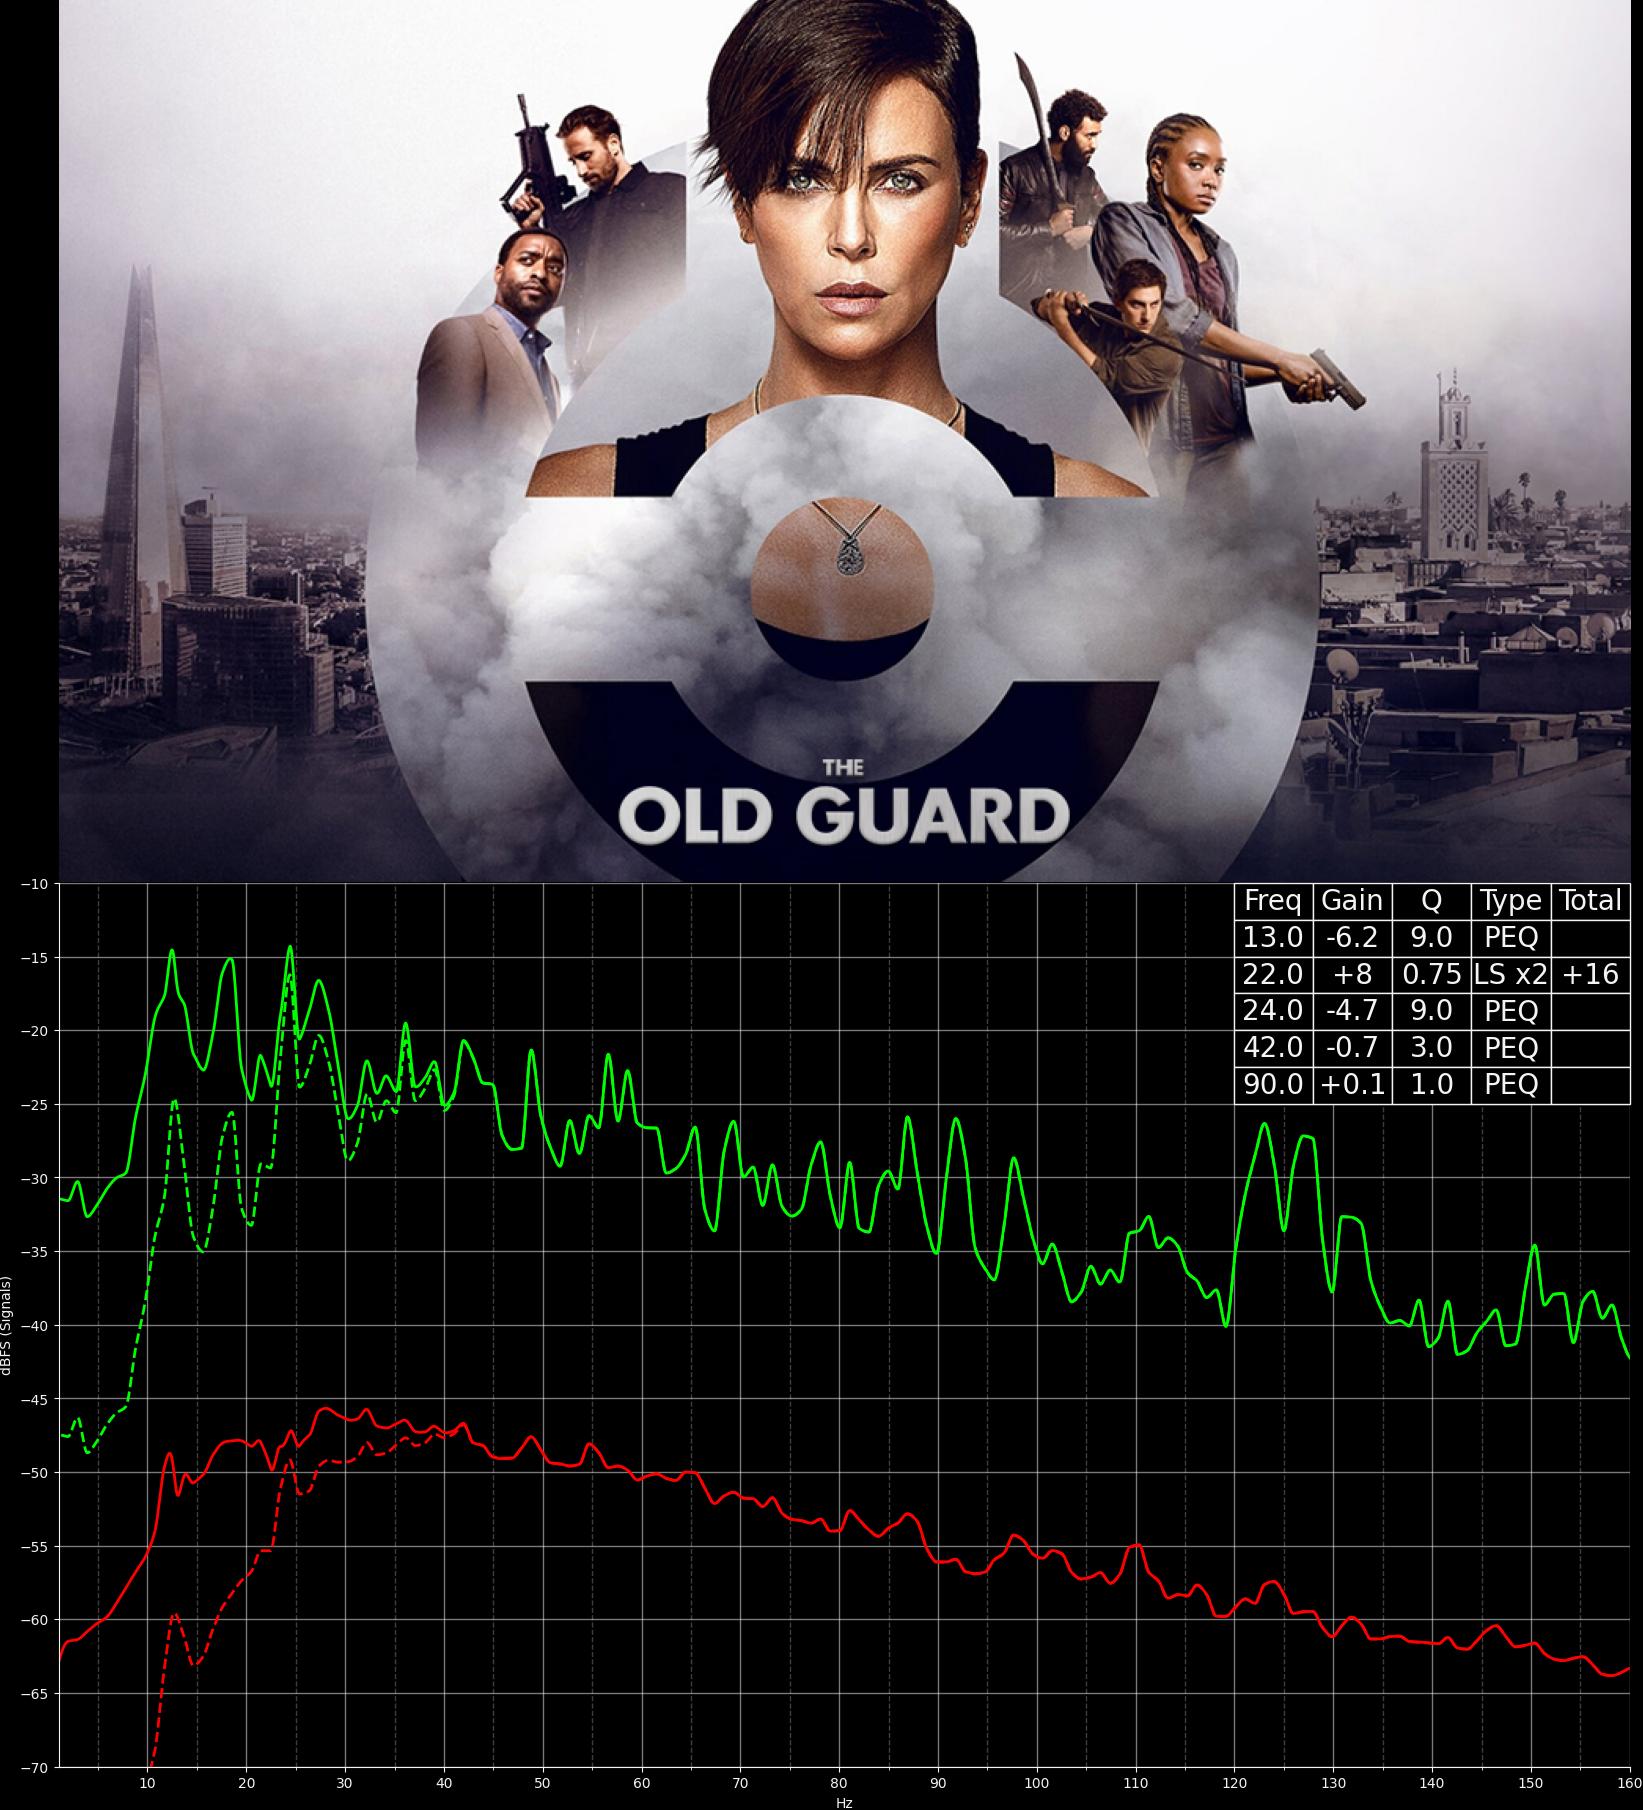 THE
OLD GUARD
Freq Gain Q Type Total
13.0 -6.2 9.0 PEQ
22.0 +8 0.75 LS x2 +16
24.0 -4.7 9.0 PEQ
42.0 -0.7 3.0 PEQ
90.0 +0.1 1.0 PEQ
−10
−15
−20
−25
−30
−35
−40
−45
−50
−55
−60
−65
−70
dBFS (Signals)
10 20 30 40 50 60 70 80 90 100 110 120 130 140 150 160
Hz